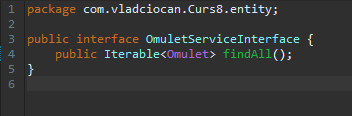 1 package com.vladciocan.Curs8.entity;
2
3 public interface OmuletServiceInterface {
4     public Iterable<Omulet> findAll();
5 }
6